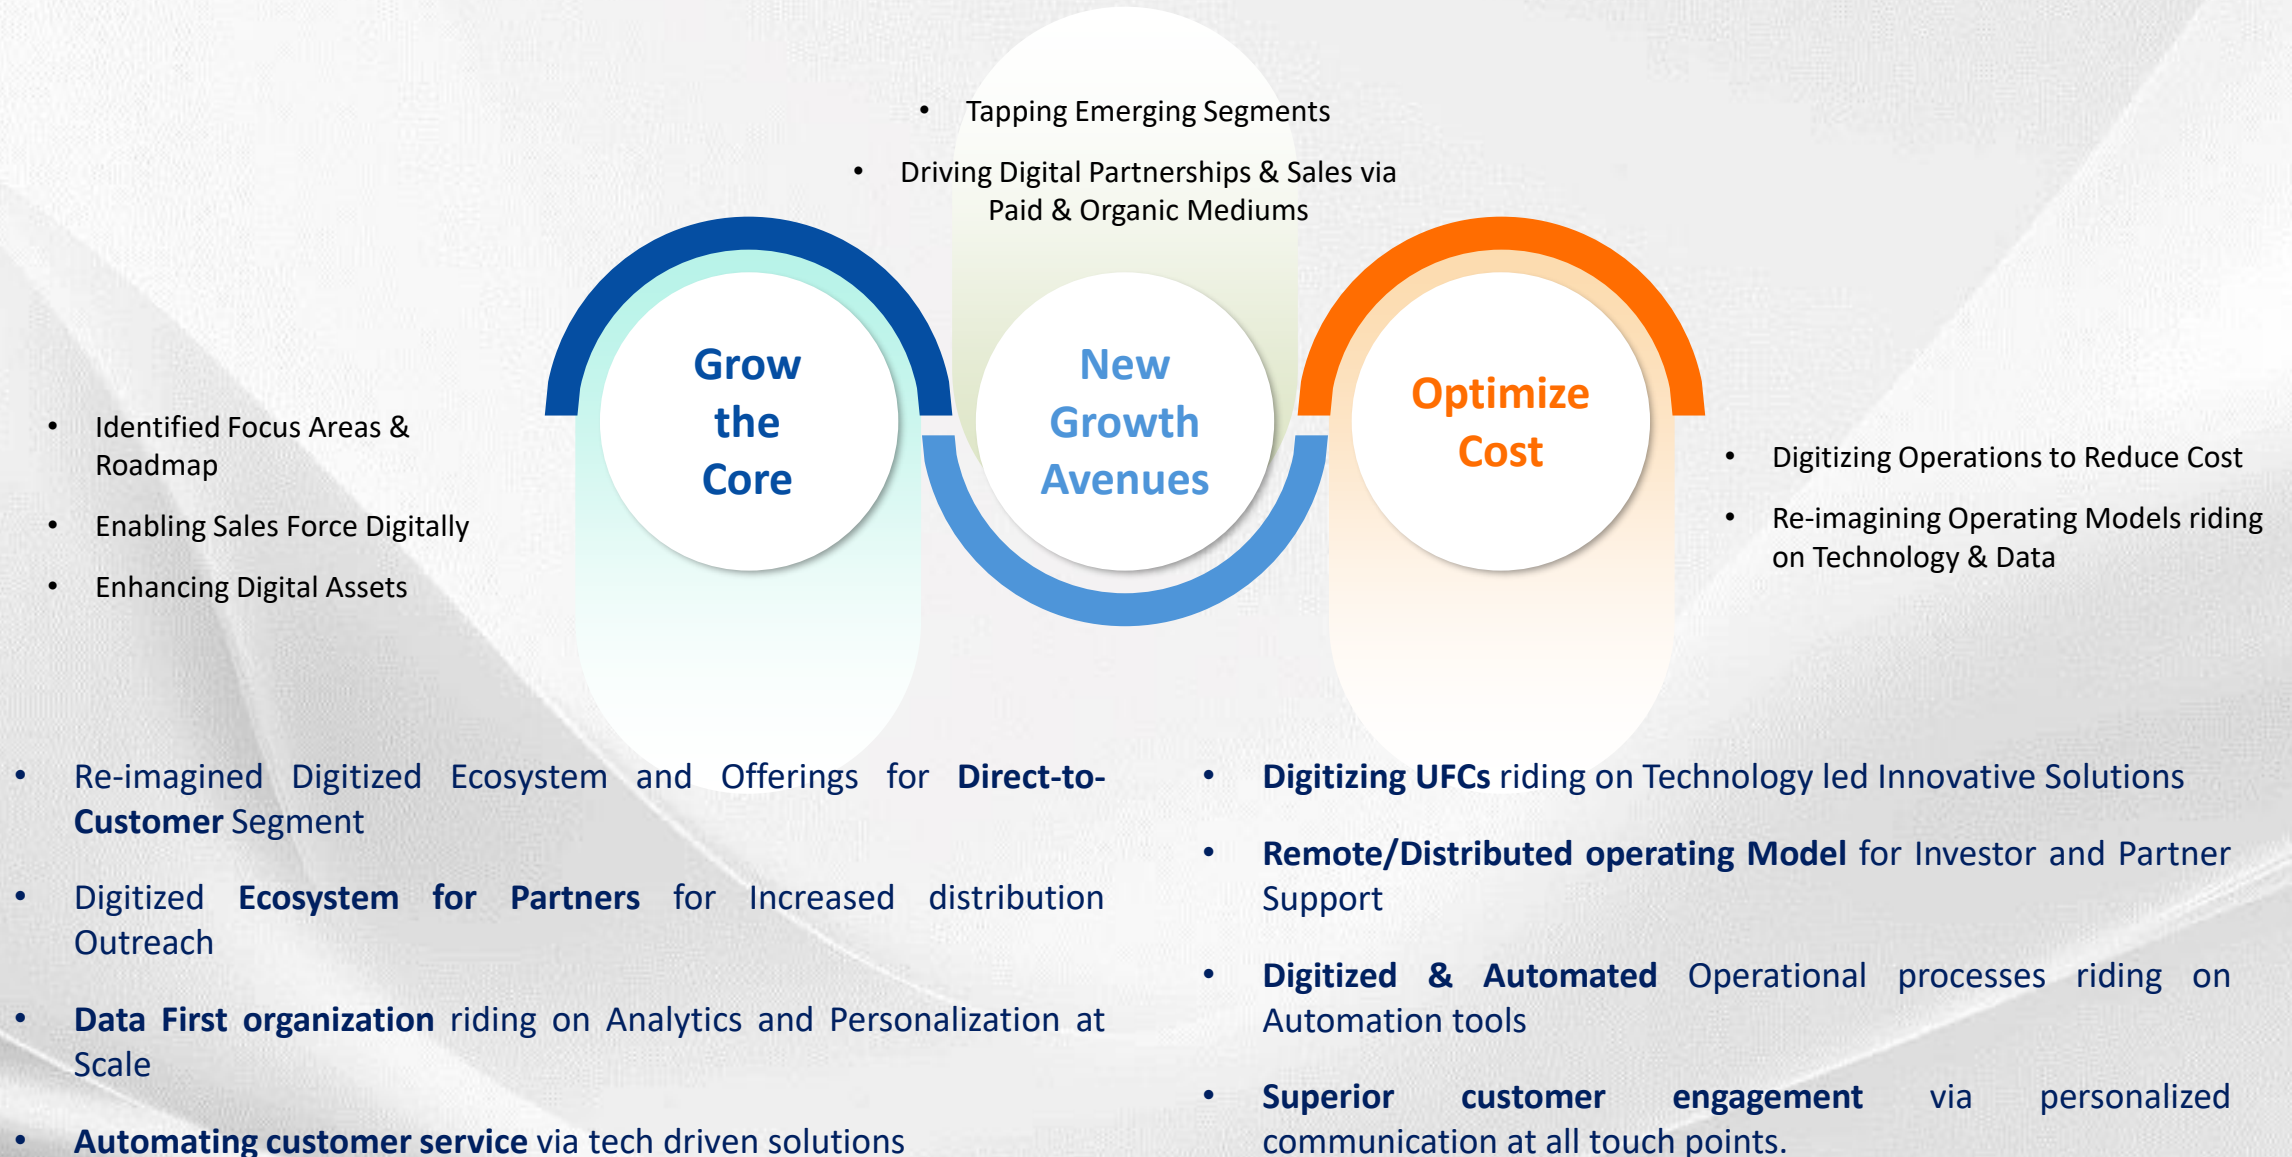 • Tapping Emerging Segments
• Driving Digital Partnerships & Sales via
Paid & Organic Mediums
Grow
the
Core
New
Growth
Avenues
Optimize
Cost
• Identified Focus Areas &
Roadmap
• Enabling Sales Force Digitally
• Enhancing Digital Assets
• Digitizing Operations to Reduce Cost
• Re-imagining Operating Models riding
on Technology & Data
• Re-imagined Digitized Ecosystem and Offerings for Direct-to-
Customer Segment
• Digitized Ecosystem for Partners for Increased distribution
Outreach
• Data First organization riding on Analytics and Personalization at
Scale
• Automating customer service via tech driven solutions
• Digitizing UFCs riding on Technology led Innovative Solutions
• Remote/Distributed operating Model for Investor and Partner
Support
• Digitized & Automated Operational processes riding on
Automation tools
• Superior customer engagement via personalized
communication at all touch points.